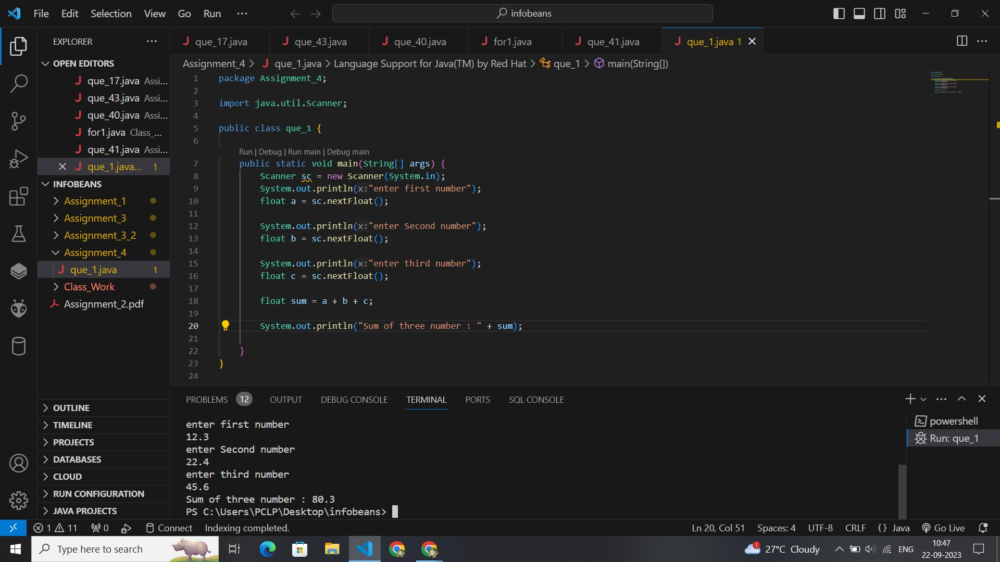 File Edit Selection View Go Run ··· infobeans
EXPLORER ···
OPEN EDITORS
que_17.java Assi...
que_43.java Assi...
que_40.java Assi...
for1.java Class_...
que_41.java Assi...
que_1.java... 1
INFOBEANS
Assignment_1
Assignment_3
Assignment_3_2
Assignment_4
que_1.java 1
Class_Work
Assignment_2.pdf
OUTLINE
TIMELINE
PROJECTS
DATABASES
CLOUD
RUN CONFIGURATION
JAVA PROJECTS
que_17.java que_43.java que_40.java for1.java que_41.java que_1.java 1
Assignment_4 > que_1.java > Language Support for Java(TM) by Red Hat > que_1 > main(String[])
1 package Assignment_4;
2
3 import java.util.Scanner;
4
5 public class que_1 {
6
Run | Debug | Run main | Debug main
7 public static void main(String[] args) {
8 Scanner sc = new Scanner(System.in);
9 System.out.println(x:"enter first number");
10 float a = sc.nextFloat();
11
12 System.out.println(x:"enter Second number");
13 float b = sc.nextFloat();
14
15 System.out.println(x:"enter third number");
16 float c = sc.nextFloat();
17
18 float sum = a + b + c;
19
20 System.out.println("Sum of three number : " + sum);
21
22 }
23 }
24
PROBLEMS 12 OUTPUT DEBUG CONSOLE TERMINAL PORTS SQL CONSOLE
enter first number
12.3
enter Second number
22.4
enter third number
45.6
Sum of three number : 80.3
PS C:\Users\PCLP\Desktop\infobeans>
powershell
Run: que_1
1 11 0 Connect Indexing completed. Ln 20, Col 51 Spaces: 4 UTF-8 CRLF {} Java Go Live
Type here to search 1 27°C Cloudy ENG 10:47
22-09-2023